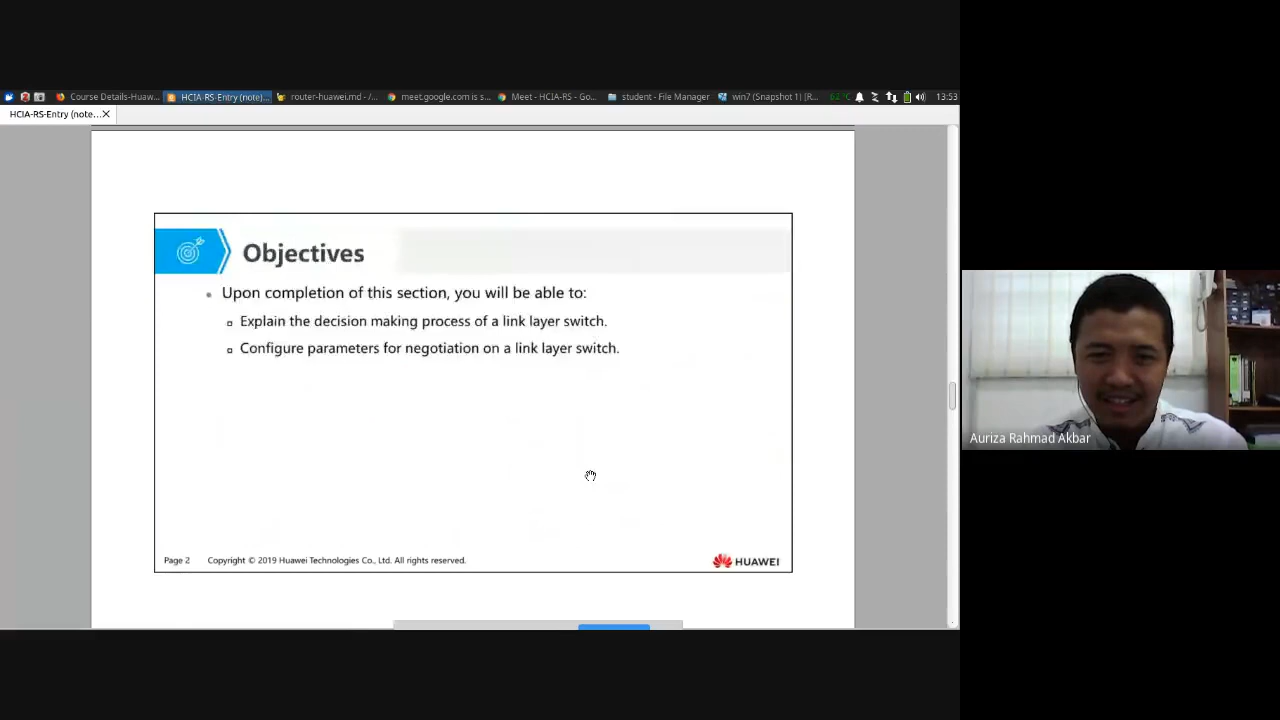 Course Details-Huaw...
HCIA-RS-Entry (note)...
router-huawei.md - /...
meet.google.com is s...
Meet - HCIA-RS - Go...
student - File Manager
win7 (Snapshot 1) [R...
13:53
HCIA-RS-Entry (note...
Objectives
Upon completion of this section, you will be able to:
Explain the decision making process of a link layer switch.
Configure parameters for negotiation on a link layer switch.
Page 2
Copyright © 2019 Huawei Technologies Co., Ltd. All rights reserved.
HUAWEI
Auriza Rahmad Akbar